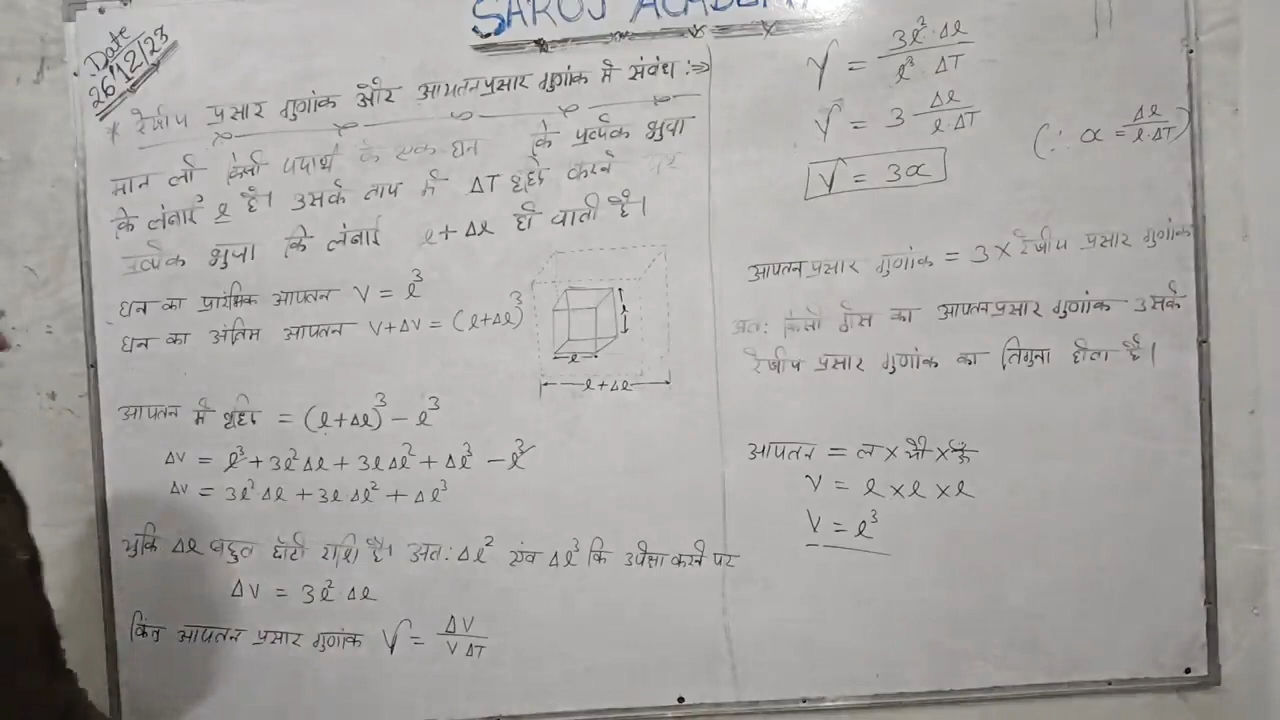 SAROJ ACADEMY
Date
26/12/23
* रेखीय प्रसार गुणांक और आयतन प्रसार गुणांक में संबंध :⇒
मान लो किसी पदार्थ के एक घन के प्रत्येक भुजा
कि लंबाई l है। उसके ताप में ΔT वृद्धि करने पर
प्रत्येक भुजा कि लंबाई l + Δl हो जाती है।
घन का प्रारंभिक आयतन V = l³
घन का अंतिम आयतन V + ΔV = (l+Δl)³
l
l
l + Δl
आयतन में वृद्धि = (l+Δl)³ - l³
ΔV = l³ + 3l²Δl + 3lΔl² + Δl³ - l³
ΔV = 3l²Δl + 3l·Δl² + Δl³
चुकि Δl बहुत छोटी राशि है। अत: Δl² एंव Δl³ कि उपेक्षा करने पर
ΔV = 3l²·Δl
किंतु आयतन प्रसार गुणांक γ = ΔV / VΔT
γ = 3l²·Δl / l³·ΔT
γ = 3 Δl / l·ΔT (∵ α = Δl / l·ΔT)
γ = 3α
आयतन प्रसार गुणांक = 3 × रेखीय प्रसार गुणांक
अत: किसी ठोस का आयतन प्रसार गुणांक उसके
रेखीय प्रसार गुणांक का तिगुना होता है।
आयतन = ल × चौ × ऊँ
V = l × l × l
V = l³